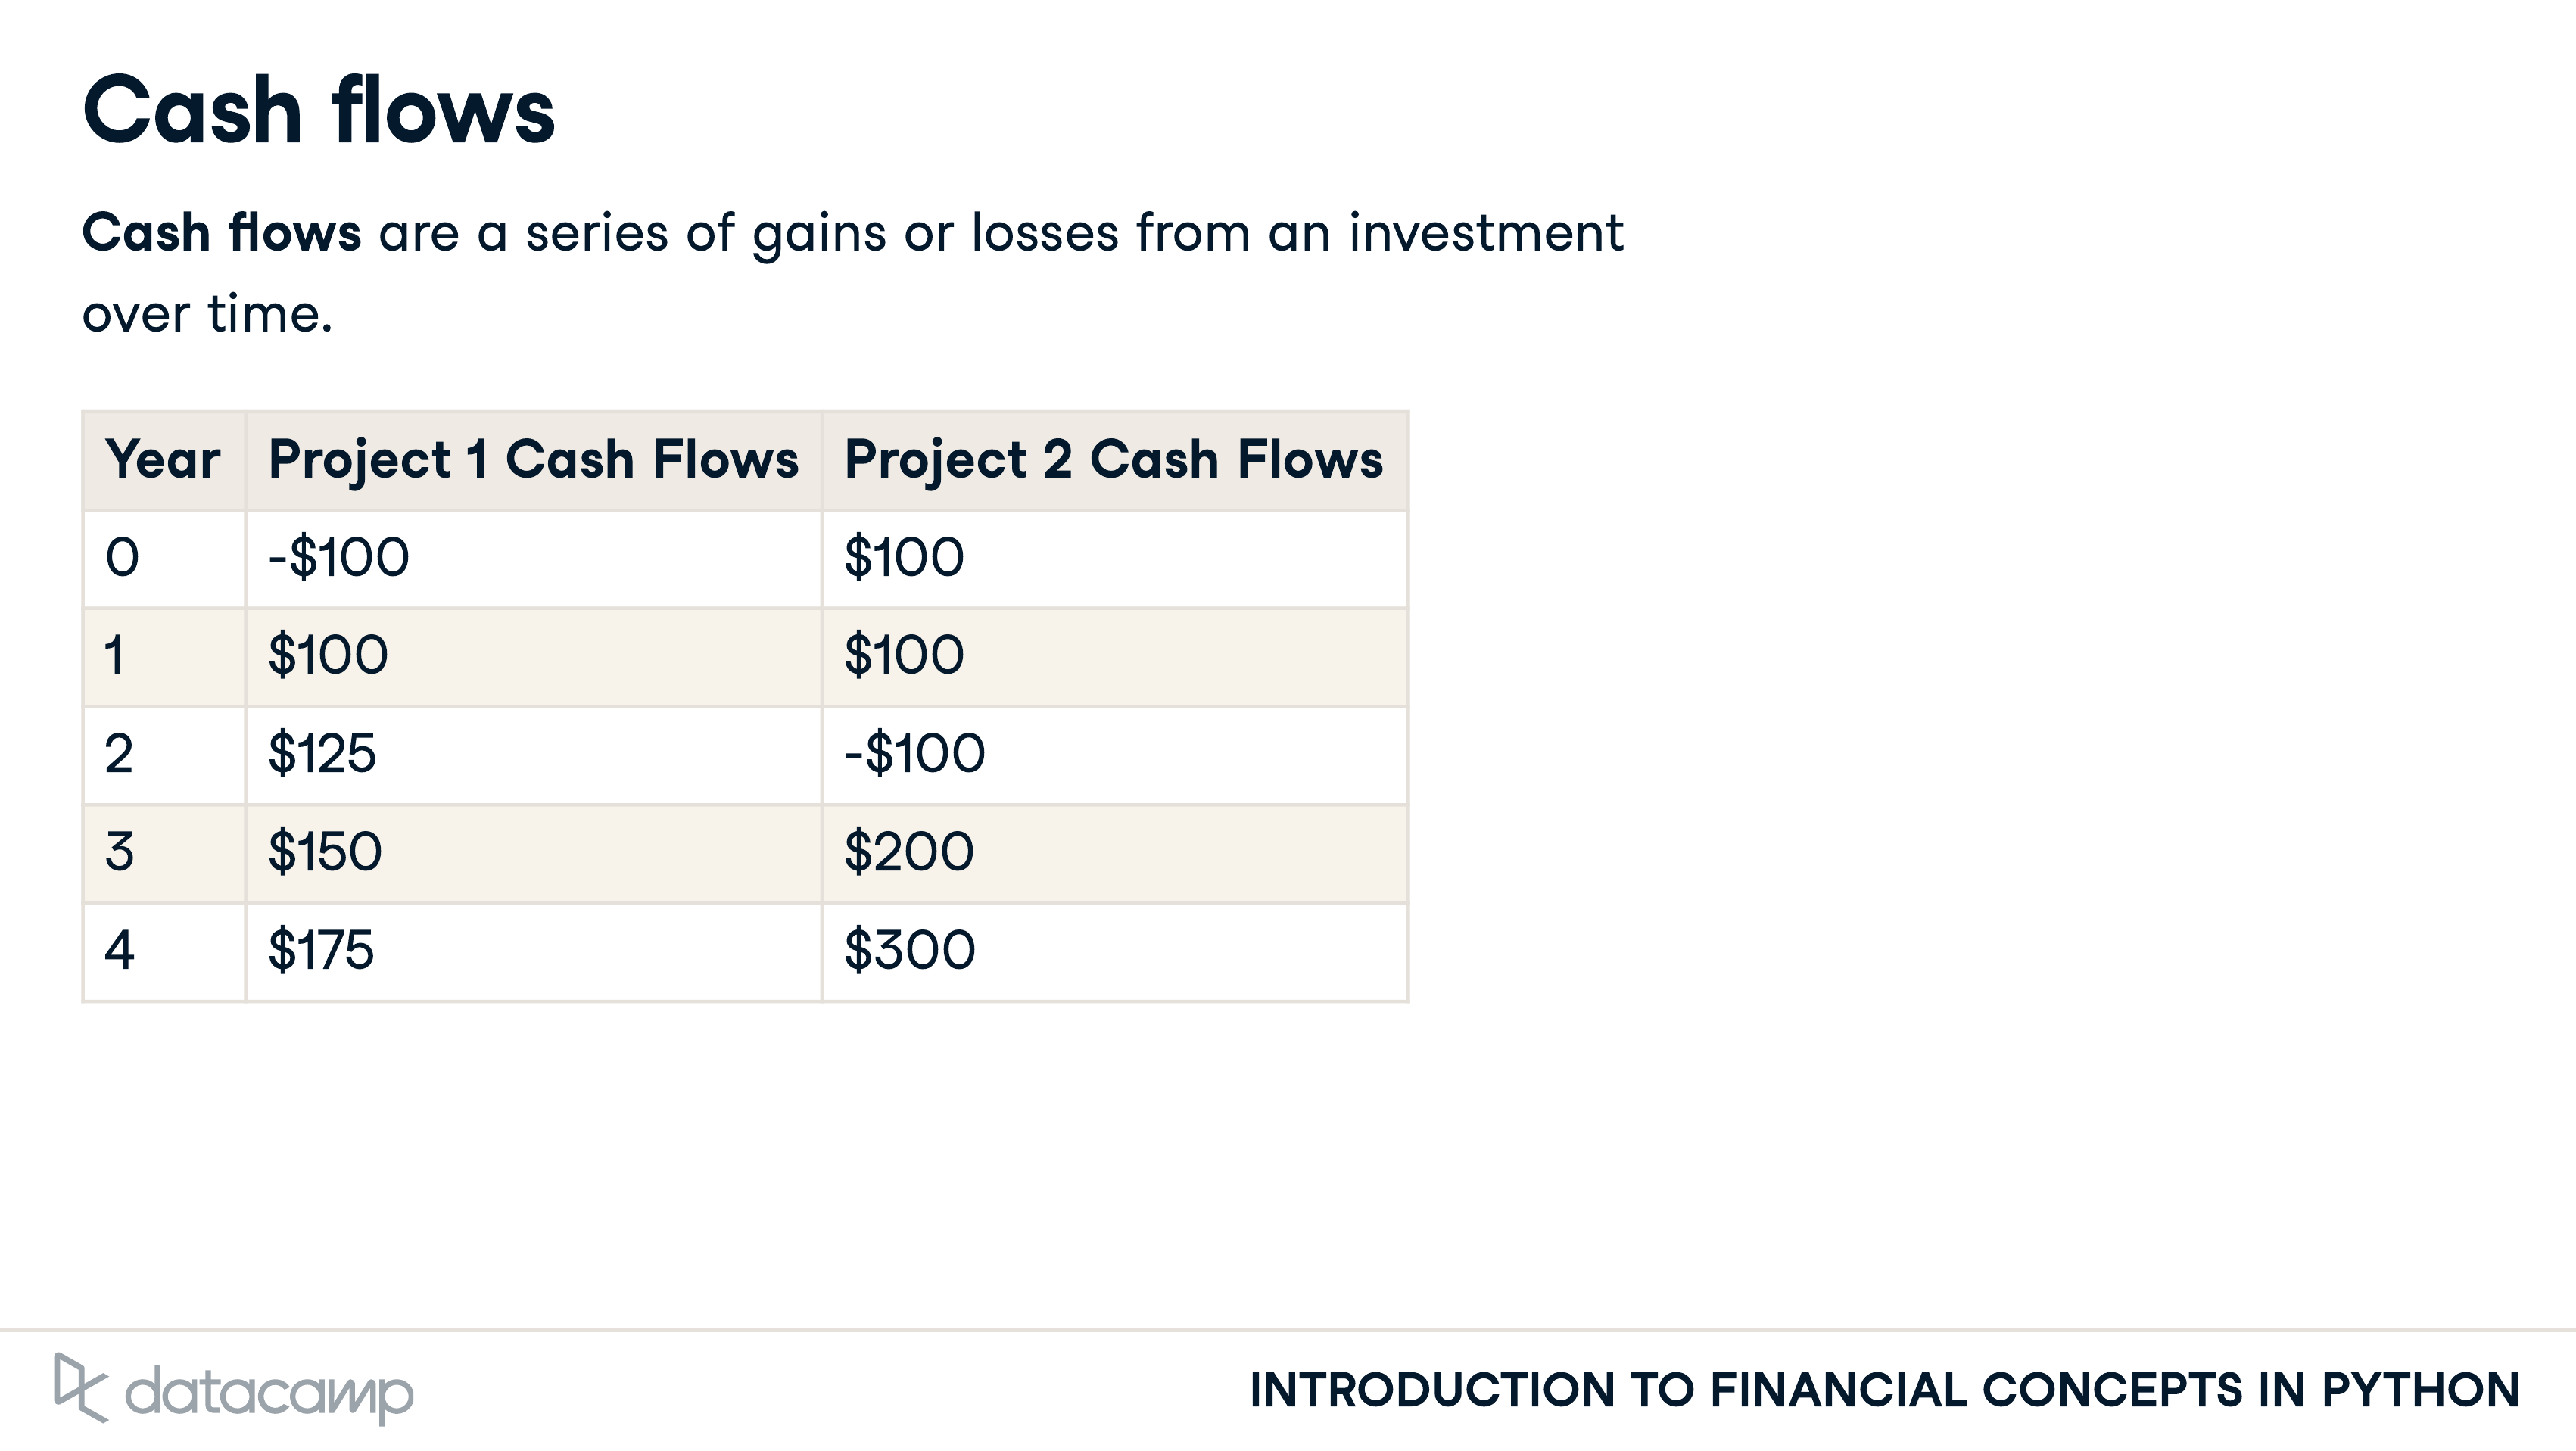 Cash flows
Cash flows are a series of gains or losses from an investment
over time.
Year Project 1 Cash Flows Project 2 Cash Flows
0 -$100 $100
1 $100 $100
2 $125 -$100
3 $150 $200
4 $175 $300
datacamp INTRODUCTION TO FINANCIAL CONCEPTS IN PYTHON